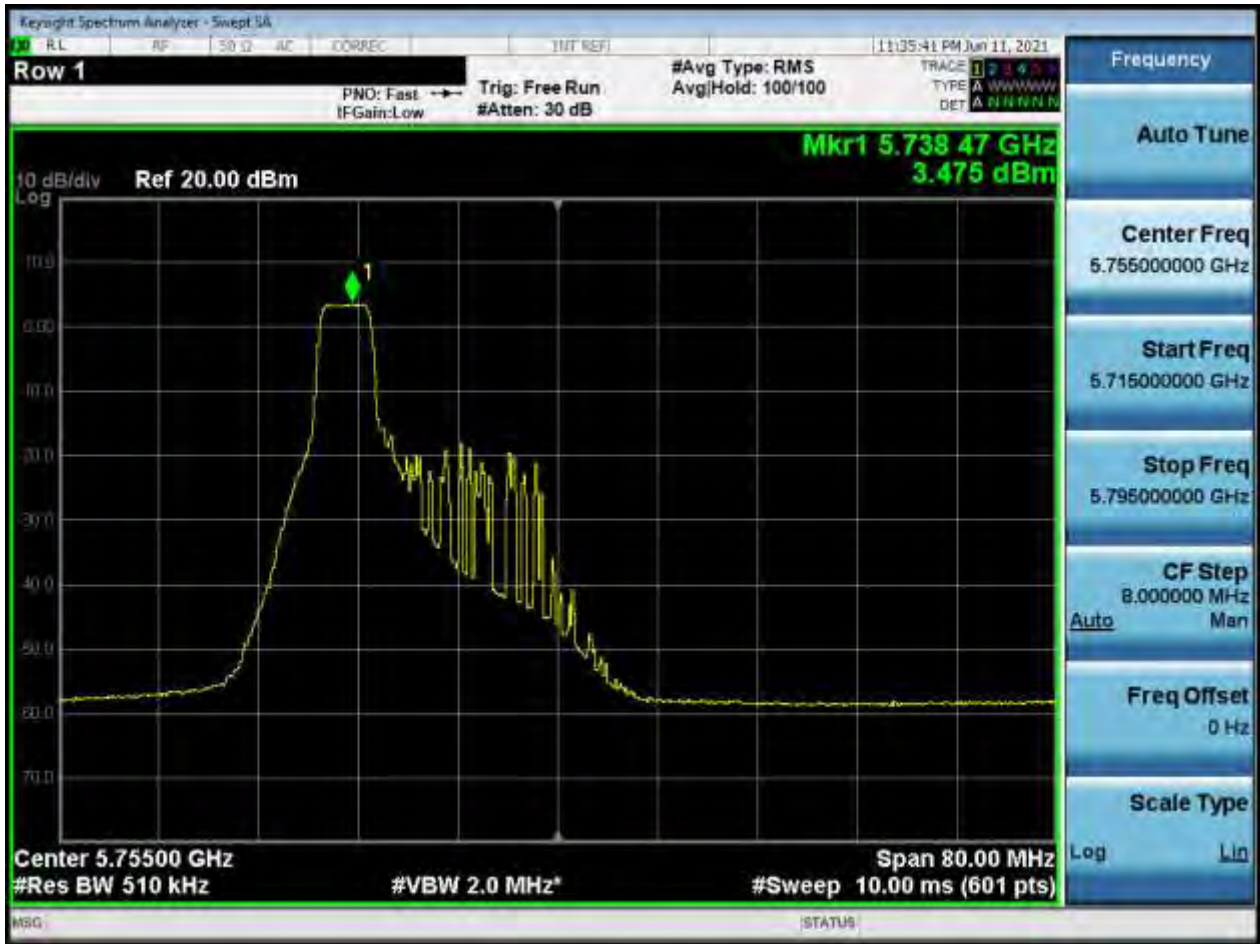 Keysight Spectrum Analyzer - Swept SA
RL RF 50 Ω AC CORREC INT REF 11:35:41 PM Jun 11, 2021
Row 1
PNO: Fast
IFGain:Low
Trig: Free Run
#Atten: 30 dB
#Avg Type: RMS
Avg|Hold: 100/100
TRACE 1 2 3 4 5 6
TYPE A WWWWW
DET A N N N N N
Mkr1 5.738 47 GHz
3.475 dBm
10 dB/div Ref 20.00 dBm
Log
10.0
1
0.00
-10.0
-20.0
-30.0
-40.0
-50.0
-60.0
-70.0
Center 5.75500 GHz
Span 80.00 MHz
#Res BW 510 kHz
#VBW 2.0 MHz*
#Sweep 10.00 ms (601 pts)
MSG
STATUS
Frequency
Auto Tune
Center Freq
5.755000000 GHz
Start Freq
5.715000000 GHz
Stop Freq
5.795000000 GHz
CF Step
8.000000 MHz
Auto Man
Freq Offset
0 Hz
Scale Type
Log Lin